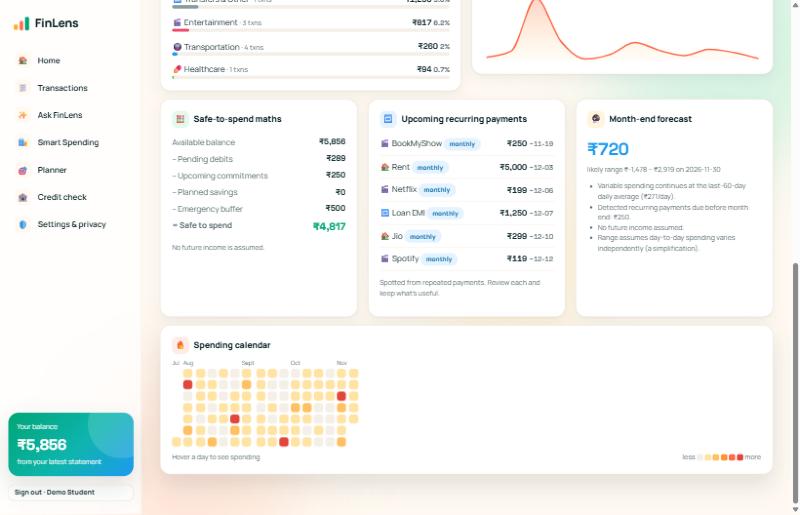 FinLens
Home
Transactions
Ask FinLens
Smart Spending
Planner
Credit check
Settings & privacy
Your balance
₹5,856
from your latest statement
Sign out · Demo Student
Entertainment · 3 txns ₹817 6.2%
Transportation · 4 txns ₹260 2%
Healthcare · 1 txns ₹94 0.7%
Safe-to-spend maths
Available balance ₹5,856
– Pending debits ₹289
– Upcoming commitments ₹250
– Planned savings ₹0
– Emergency buffer ₹500
= Safe to spend ₹4,817
No future income is assumed.
Upcoming recurring payments
BookMyShow monthly ₹250 ~11-19
Rent monthly ₹5,000 ~12-03
Netflix monthly ₹199 ~12-06
Loan EMI monthly ₹1,250 ~12-07
Jio monthly ₹299 ~12-10
Spotify monthly ₹119 ~12-12
Spotted from repeated payments. Review each and
keep what's useful.
Month-end forecast
₹720
likely range ₹-1,478 – ₹2,919 on 2026-11-30
• Variable spending continues at the last-60-day
daily average (₹271/day).
• Detected recurring payments due before month-
end: ₹250.
• No future income assumed.
• Range assumes day-to-day spending varies
independently (a simplification).
Spending calendar
Jul Aug Sept Oct Nov
Hover a day to see spending
less more